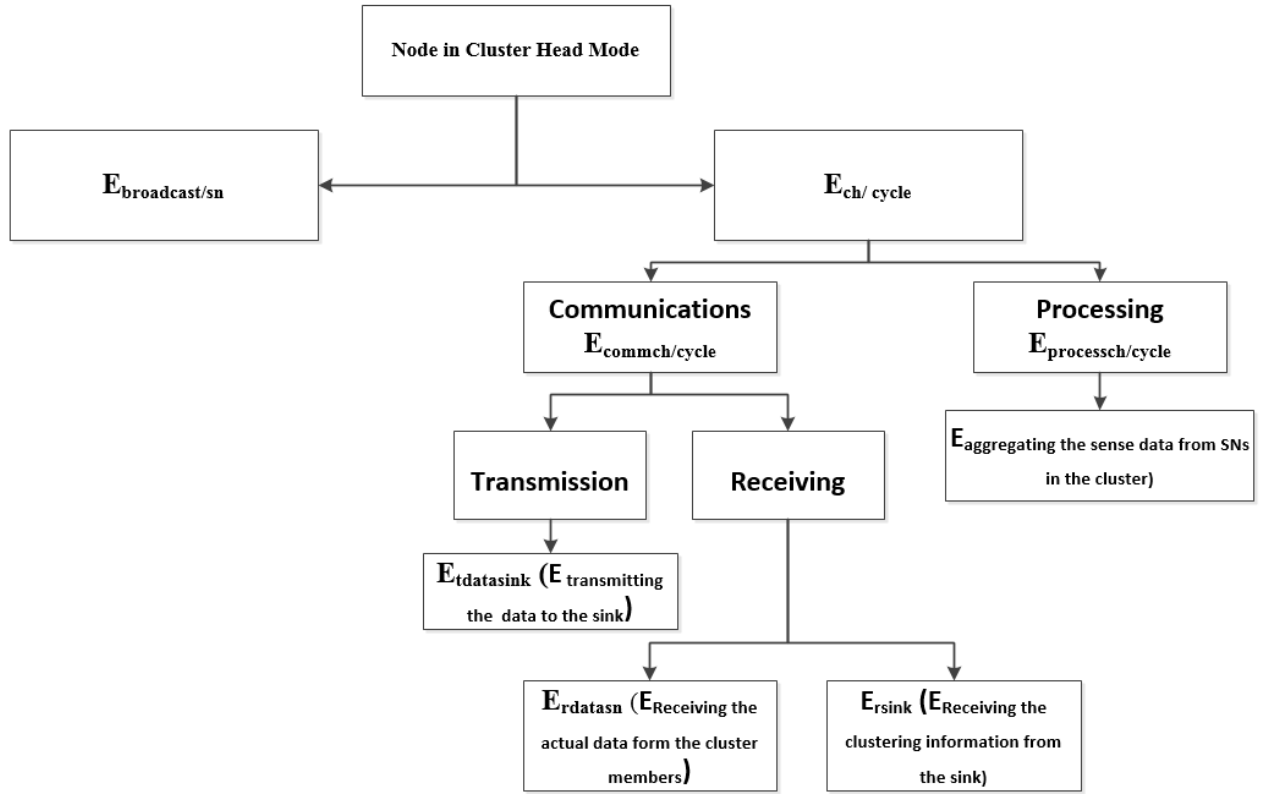 Node in Cluster Head Mode
Ebroadcast/sn
Ech/ cycle
Communications
Ecommch/cycle
Processing
Eprocessch/cycle
Eaggregating the sense data from SNs
in the cluster)
Transmission
Receiving
Etdatasink (E transmitting
the data to the sink)
Erdatasn (EReceiving the
actual data form the cluster
members)
Ersink (EReceiving the
clustering information from
the sink)